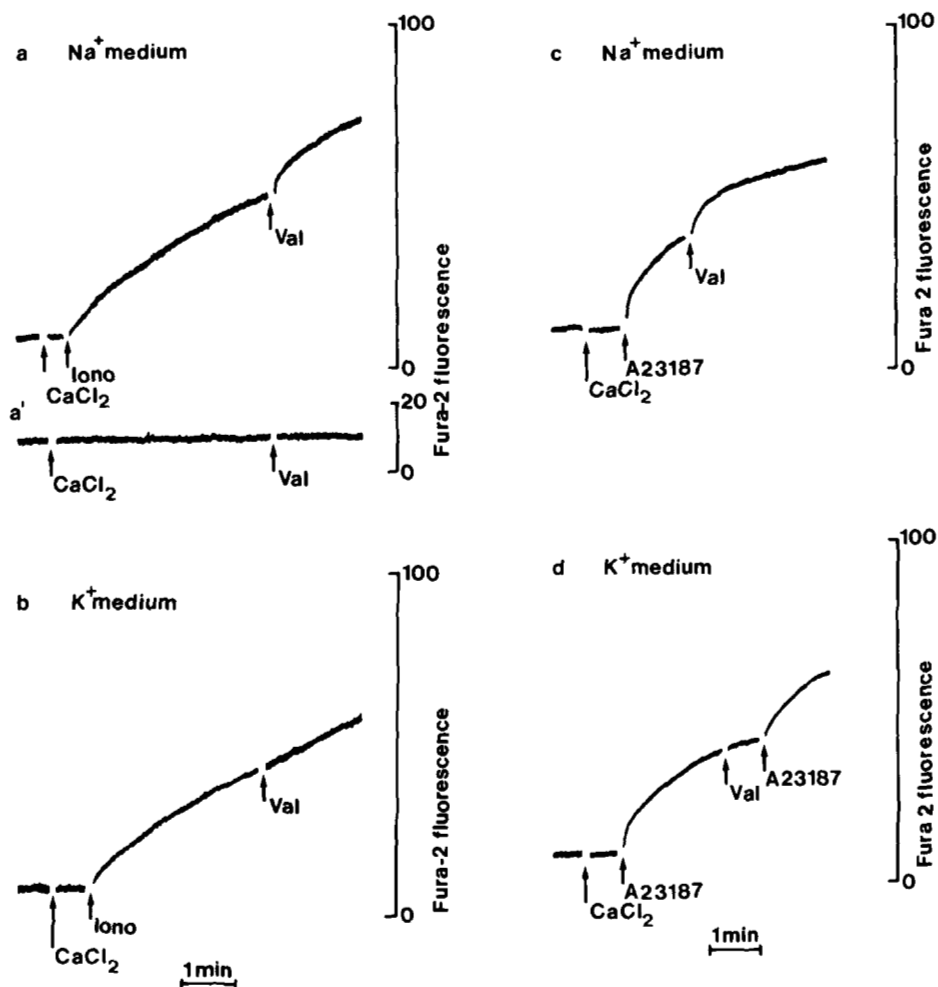 a Na+ medium
100
Val
Iono
CaCl2
0
Fura-2 fluorescence
a'
20
CaCl2
Val
0
b K+ medium
100
Val
Iono
CaCl2
0
Fura-2 fluorescence
1min
c Na+ medium
100
Val
A23187
CaCl2
0
Fura 2 fluorescence
d K+ medium
100
Val
A23187
A23187
CaCl2
0
Fura 2 fluorescence
1min